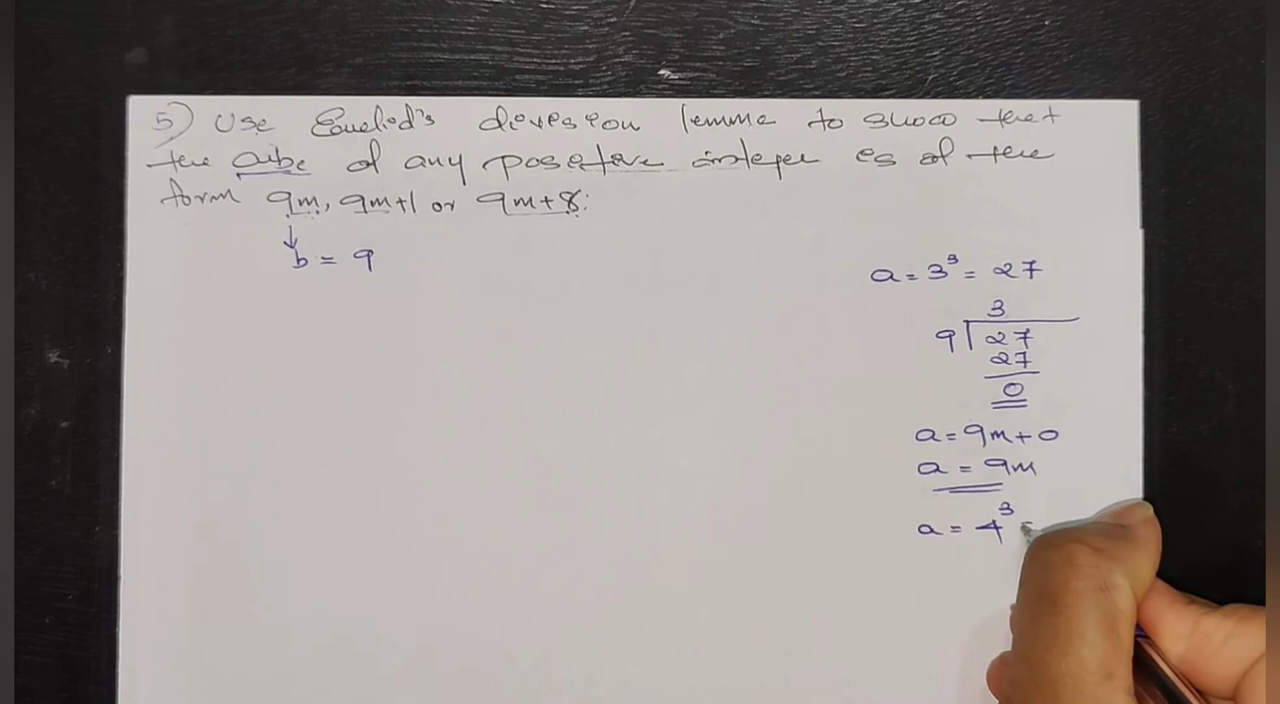 5) Use Euclid's division lemma to show that
the cube of any positive integer is of the
form 9m, 9m+1 or 9m+8.
b = 9
a = 3³ = 27
3
9 27
27
0
a = 9m+0
a = 9m
a = 4³ =